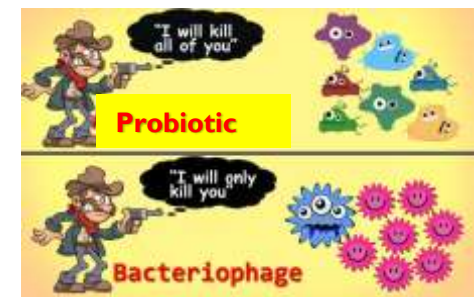 "I will kill
all of you"
Probiotic
"I will only
kill you"
Bacteriophage